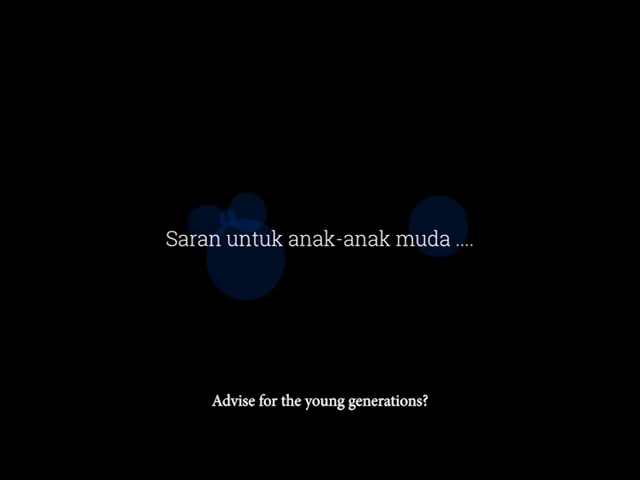 Saran untuk anak-anak muda ....
Advise for the young generations?